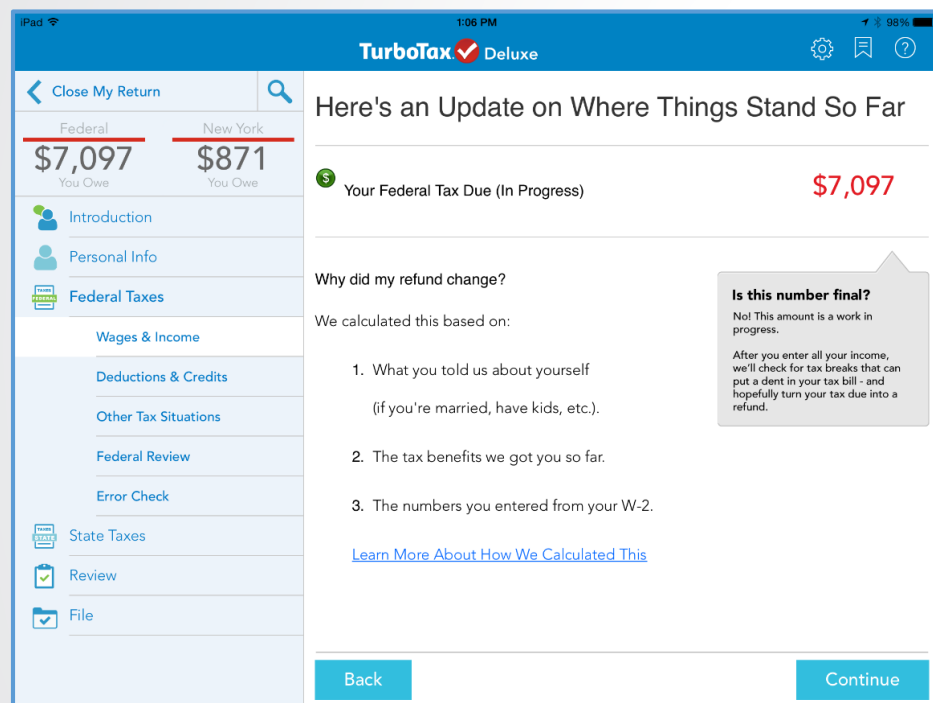 iPad 1:06 PM 98%
TurboTax Deluxe
Close My Return
Federal New York
$7,097 $871
You Owe You Owe
Introduction
Personal Info
TAXES
FEDERAL
Federal Taxes
Wages & Income
Deductions & Credits
Other Tax Situations
Federal Review
Error Check
TAXES
STATE
State Taxes
Review
File
Here's an Update on Where Things Stand So Far
$
Your Federal Tax Due (In Progress) $7,097
Why did my refund change?
We calculated this based on:
1. What you told us about yourself
(if you're married, have kids, etc.).
2. The tax benefits we got you so far.
3. The numbers you entered from your W-2.
Learn More About How We Calculated This
Is this number final?
No! This amount is a work in
progress.
After you enter all your income,
we'll check for tax breaks that can
put a dent in your tax bill - and
hopefully turn your tax due into a
refund.
Back Continue